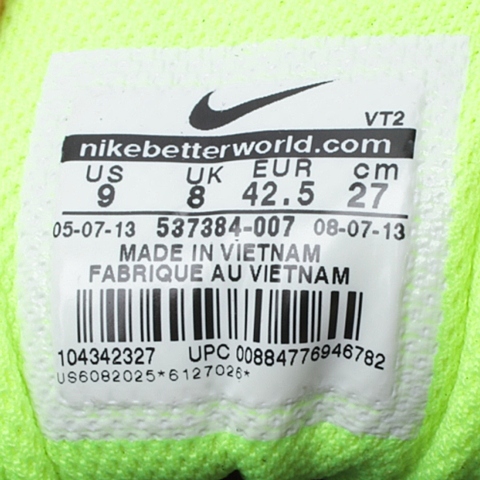 VT2
nikebetterworld.com
US UK EUR cm
9 8 42.5 27
05-07-13 537384-007 08-07-13
MADE IN VIETNAM
FABRIQUE AU VIETNAM
104342327 UPC 00884776946782
US6082025*6127026*